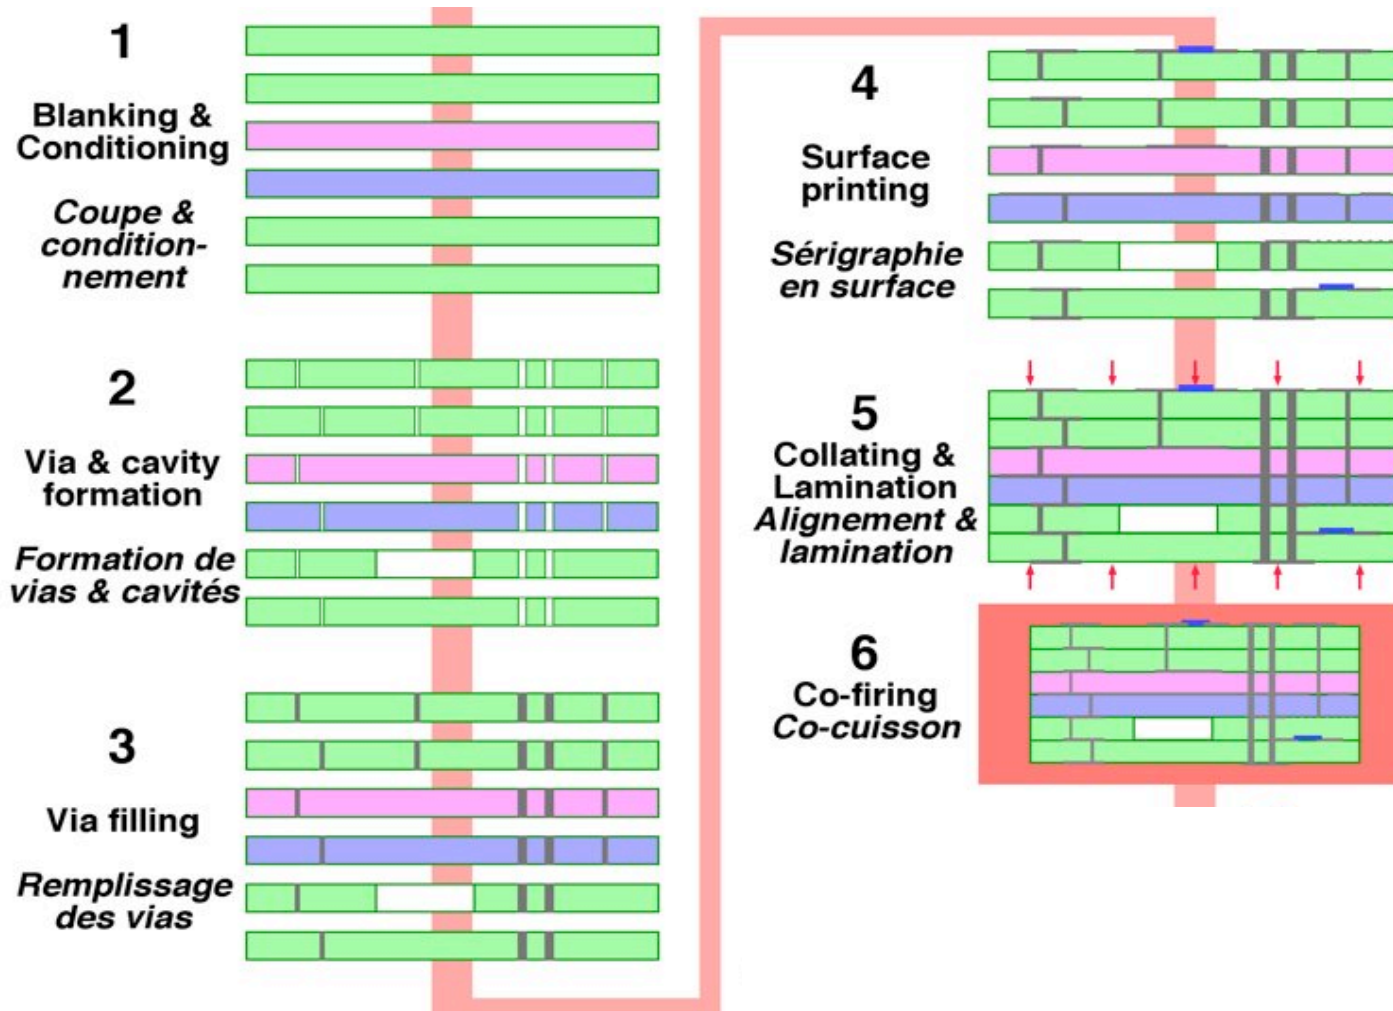 1
Blanking &
Conditioning
Coupe &
condition-
nement
2
Via & cavity
formation
Formation de
vias & cavités
3
Via filling
Remplissage
des vias
4
Surface
printing
Sérigraphie
en surface
5
Collating &
Lamination
Alignement &
lamination
6
Co-firing
Co-cuisson